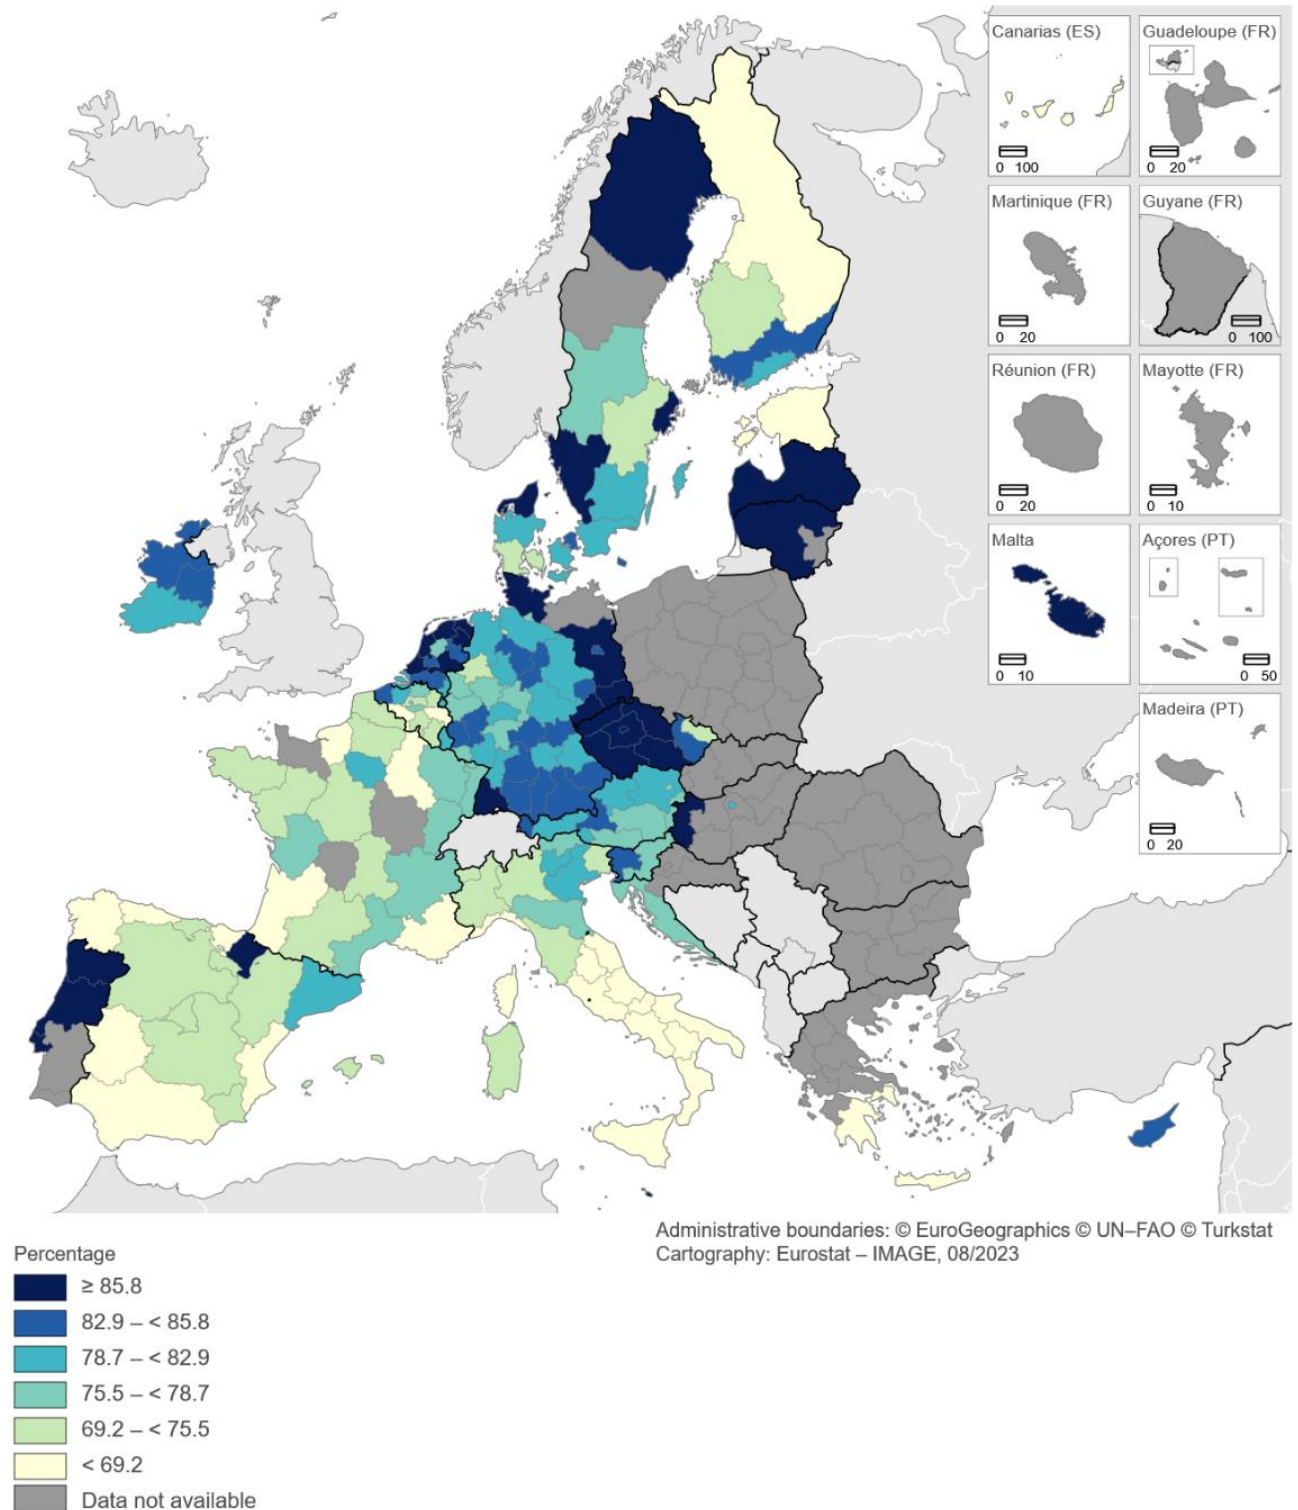 Canarias (ES)
0 100
Guadeloupe (FR)
0 20
Martinique (FR)
0 20
Guyane (FR)
0 100
Réunion (FR)
0 20
Mayotte (FR)
0 10
Malta
0 10
Açores (PT)
0 50
Madeira (PT)
0 20
Administrative boundaries: © EuroGeographics © UN–FAO © Turkstat
Cartography: Eurostat – IMAGE, 08/2023
Percentage
≥ 85.8
82.9 – < 85.8
78.7 – < 82.9
75.5 – < 78.7
69.2 – < 75.5
< 69.2
Data not available